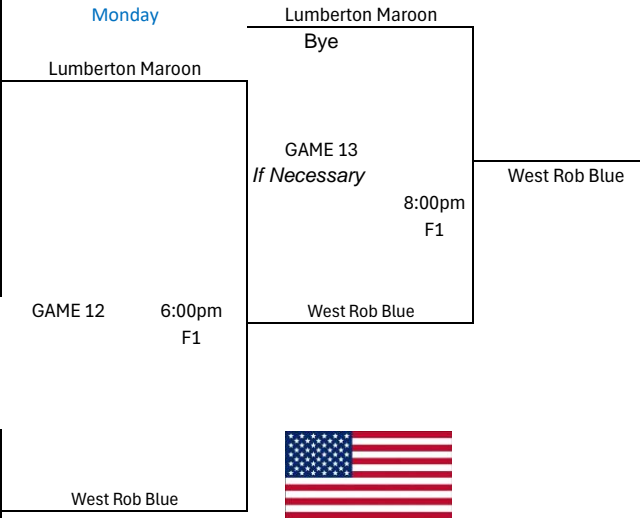 Monday
Lumberton Maroon
Bye
Lumberton Maroon
GAME 13
If Necessary
West Rob Blue
8:00pm
F1
GAME 12
6:00pm
F1
West Rob Blue
West Rob Blue